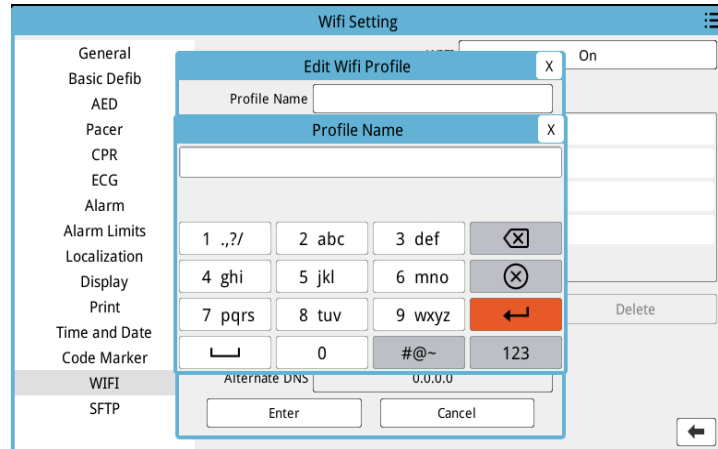 Wifi Setting
General
Basic Defib
AED
Pacer
CPR
ECG
Alarm
Alarm Limits
Localization
Display
Print
Time and Date
Code Marker
WIFI
SFTP
On
Edit Wifi Profile
X
Profile Name
Profile Name
X
1 .,?/
2 abc
3 def
4 ghi
5 jkl
6 mno
7 pqrs
8 tuv
9 wxyz
0
#@~
123
Alternate DNS
0.0.0.0
Enter
Cancel
Delete